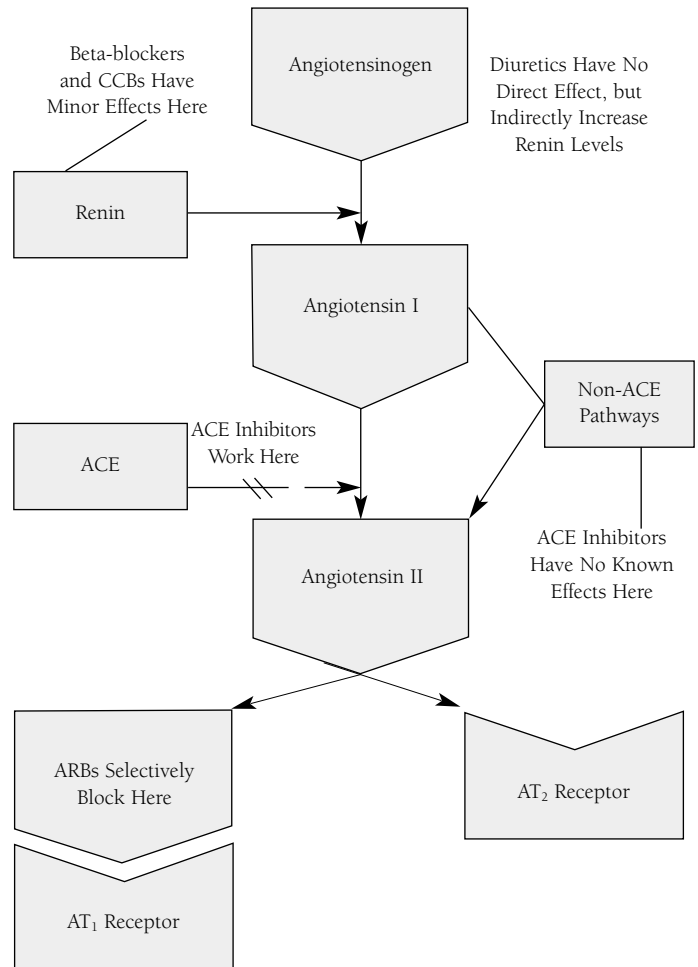 Beta-blockers
and CCBs Have
Minor Effects Here
Angiotensinogen
Diuretics Have No
Direct Effect, but
Indirectly Increase
Renin Levels
Renin
Angiotensin I
Non-ACE
Pathways
ACE Inhibitors
Work Here
ACE
ACE Inhibitors
Have No Known
Effects Here
Angiotensin II
ARBs Selectively
Block Here
AT₂ Receptor
AT₁ Receptor